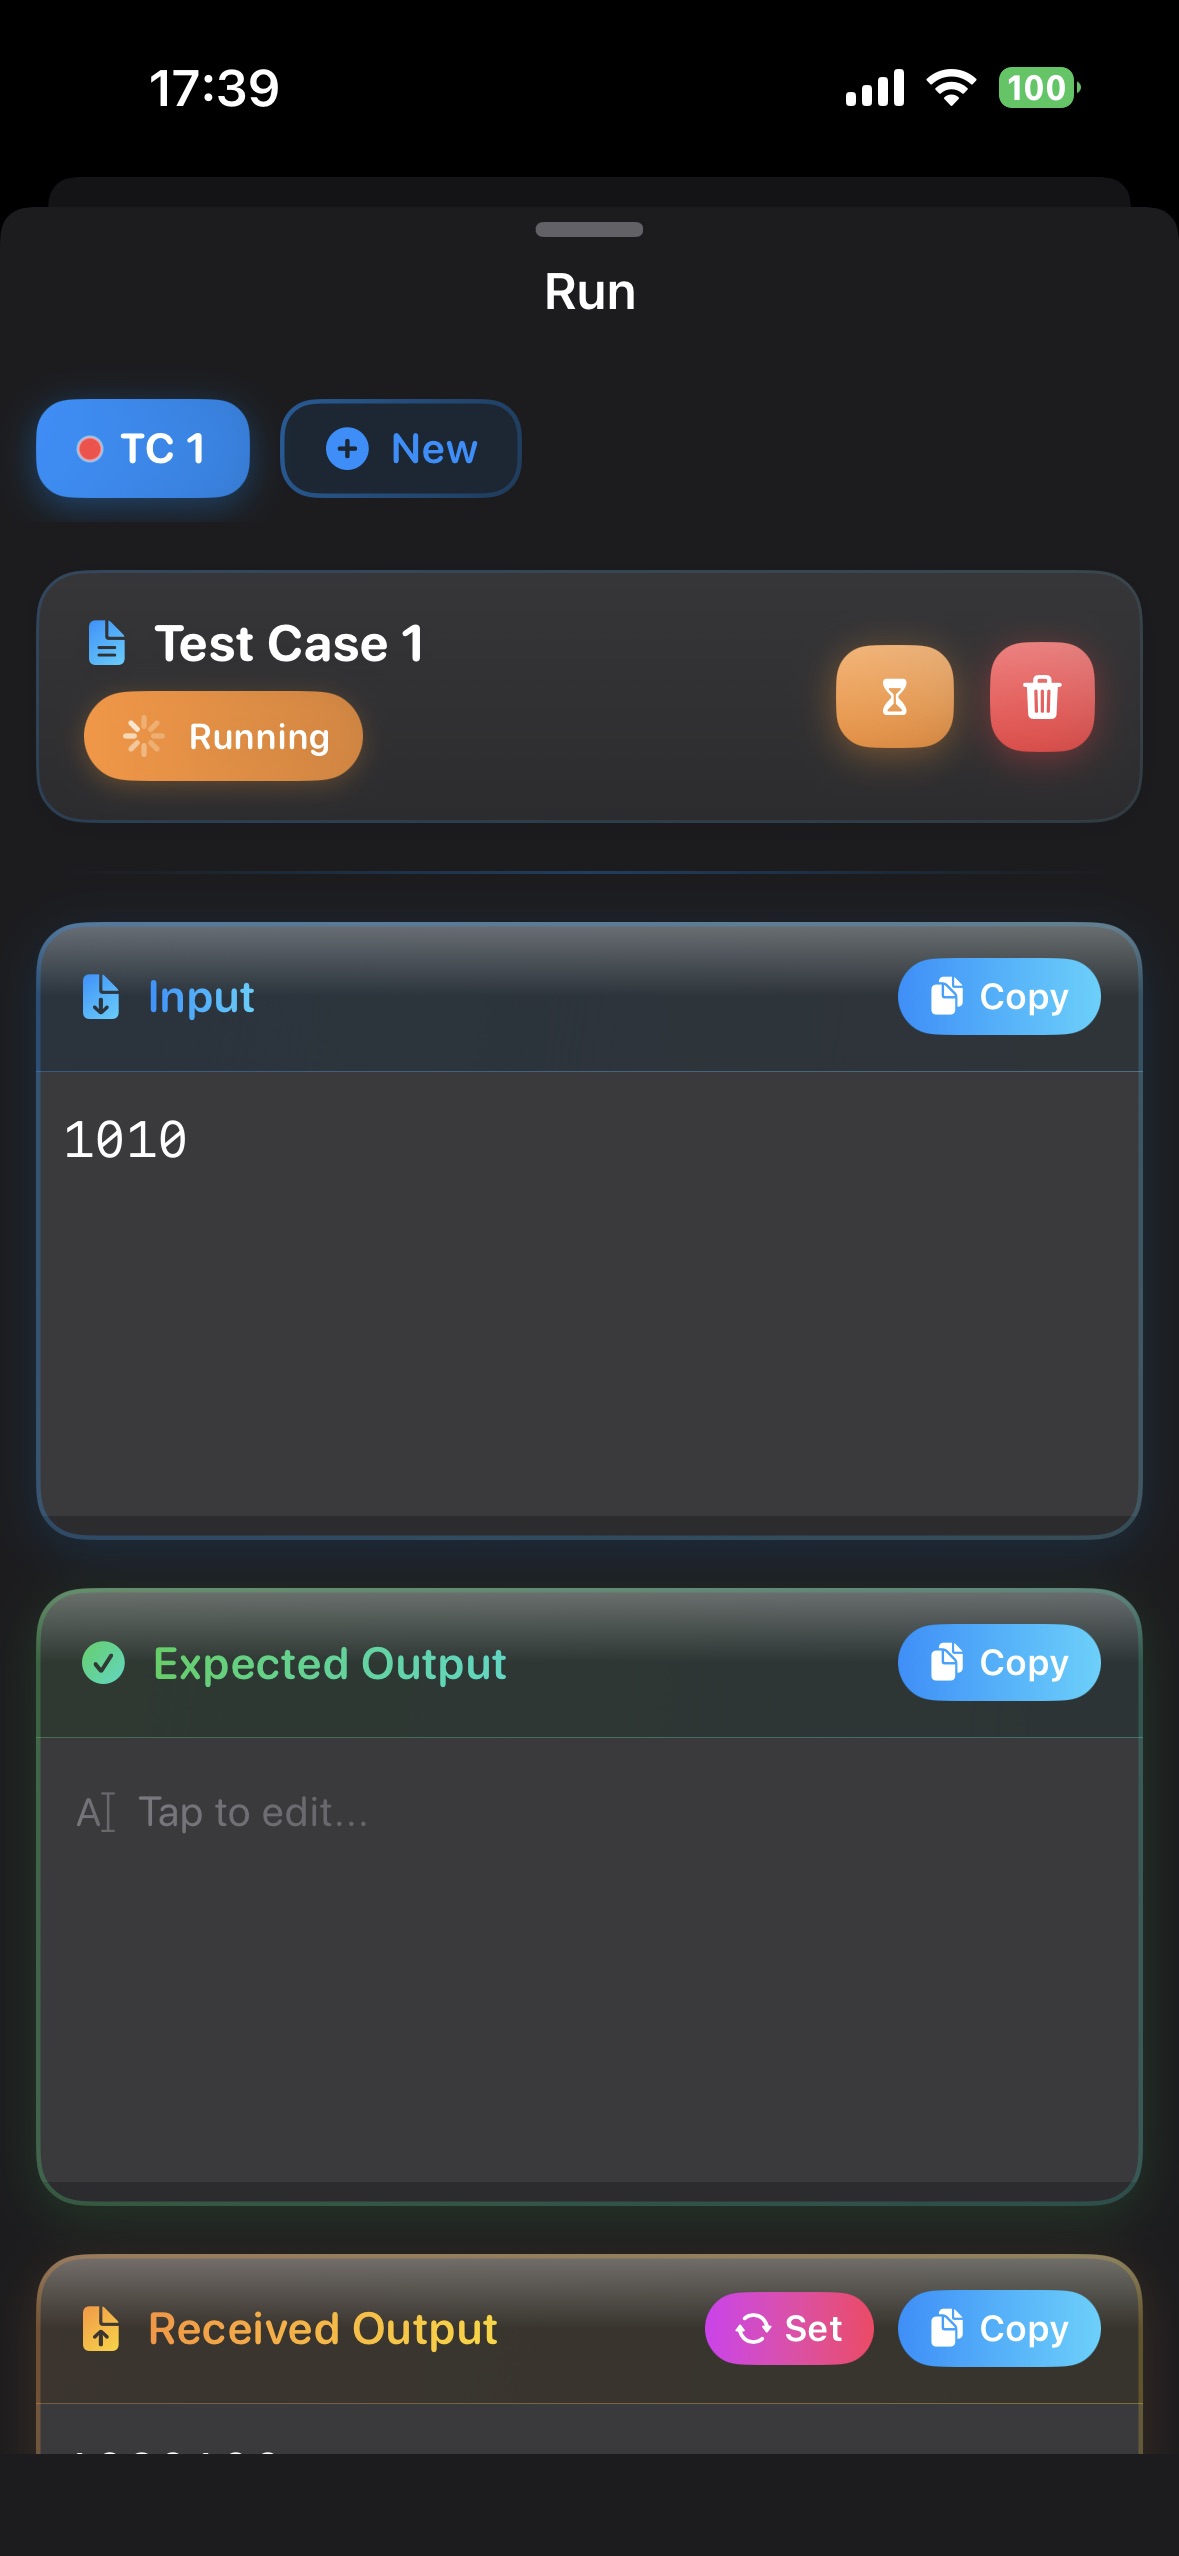 17:39
100
Run
TC 1
New
Test Case 1
Running
Input
Copy
1010
Expected Output
Copy
Tap to edit...
Received Output
Set
Copy